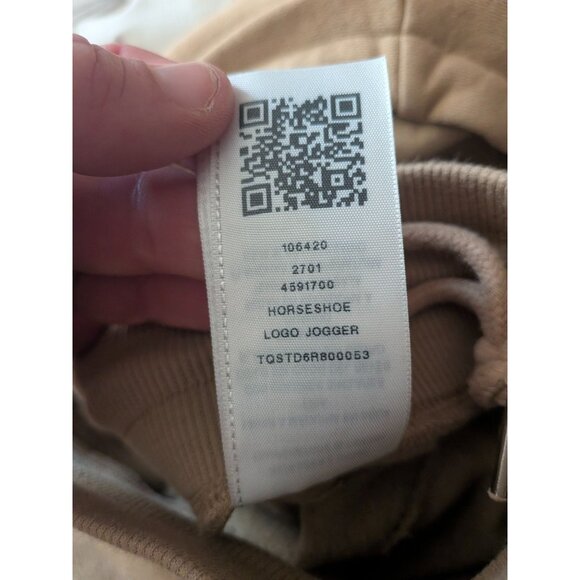 106420
2701
4591700
HORSESHOE
LOGO JOGGER
TQSTD6R800053